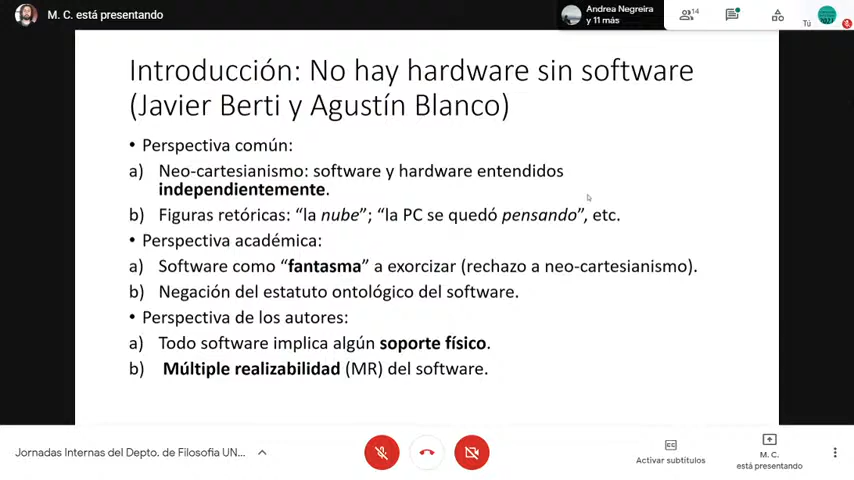 M. C. está presentando
Andrea Negreira
y 11 más
14
Tú
Introducción: No hay hardware sin software
(Javier Berti y Agustín Blanco)
• Perspectiva común:
a) Neo-cartesianismo: software y hardware entendidos
independientemente.
b) Figuras retóricas: “la nube”; “la PC se quedó pensando”, etc.
• Perspectiva académica:
a) Software como “fantasma” a exorcizar (rechazo a neo-cartesianismo).
b) Negación del estatuto ontológico del software.
• Perspectiva de los autores:
a) Todo software implica algún soporte físico.
b) Múltiple realizabilidad (MR) del software.
Jornadas Internas del Depto. de Filosofia UN...
Activar subtítulos
M. C.
está presentando